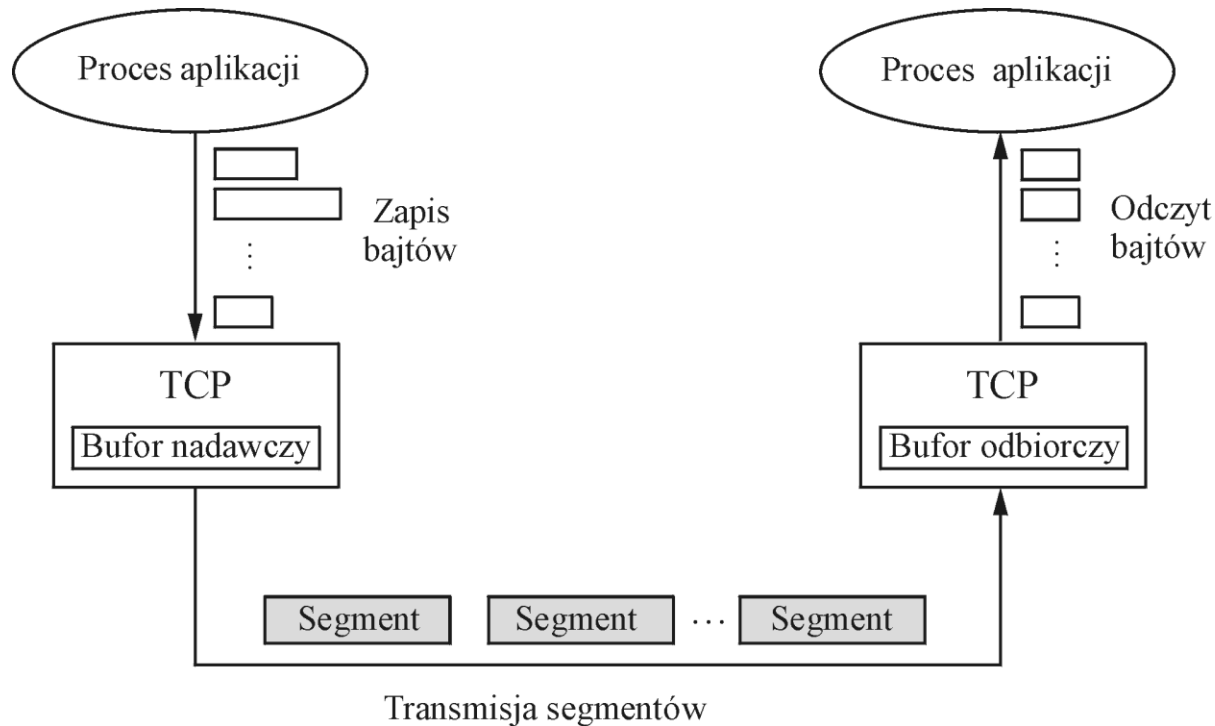 Proces aplikacji
Proces aplikacji
Zapis
bajtów
Odczyt
bajtów
TCP
Bufor nadawczy
TCP
Bufor odbiorczy
Segment
Segment
...
Segment
Transmisja segmentów